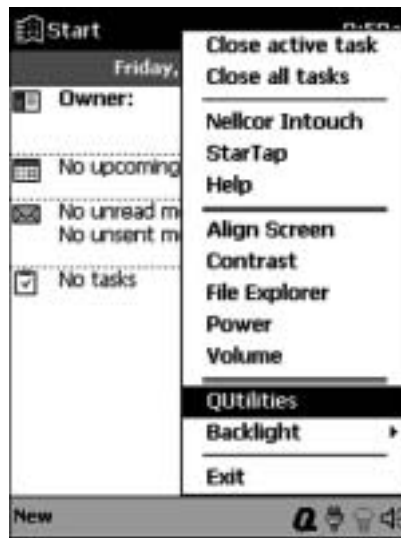 Start
Friday,
Owner:
No upcoming
No unread m
No unsent m
No tasks
Close active task
Close all tasks
Nellcor Intouch
StarTap
Help
Align Screen
Contrast
File Explorer
Power
Volume
QUtilities
Backlight
Exit
New
Q